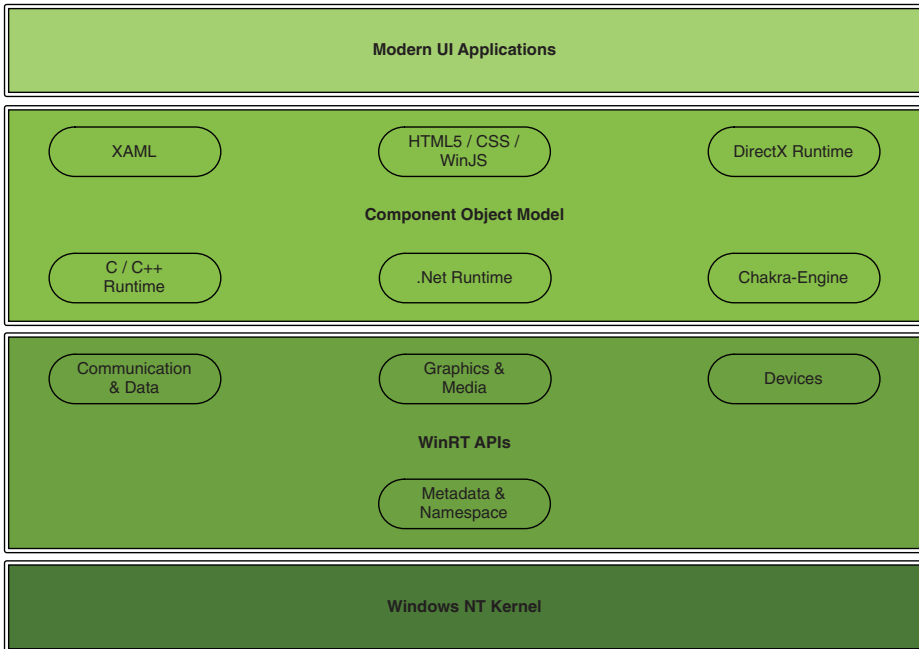 Modern UI Applications
XAML
HTML5 / CSS /
WinJS
DirectX Runtime
Component Object Model
C / C++
Runtime
.Net Runtime
Chakra-Engine
Communication
& Data
Graphics &
Media
Devices
WinRT APIs
Metadata &
Namespace
Windows NT Kernel